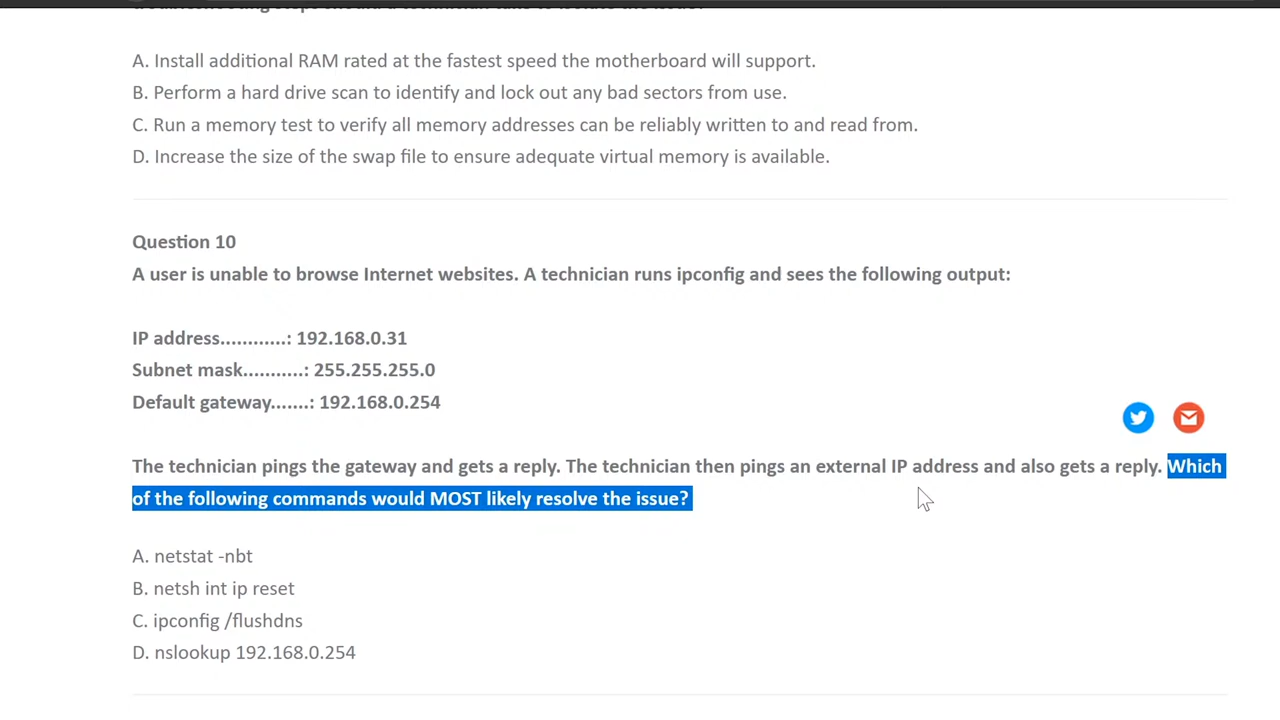 A. Install additional RAM rated at the fastest speed the motherboard will support.
B. Perform a hard drive scan to identify and lock out any bad sectors from use.
C. Run a memory test to verify all memory addresses can be reliably written to and read from.
D. Increase the size of the swap file to ensure adequate virtual memory is available.
Question 10
A user is unable to browse Internet websites. A technician runs ipconfig and sees the following output:
IP address............: 192.168.0.31
Subnet mask...........: 255.255.255.0
Default gateway.......: 192.168.0.254
The technician pings the gateway and gets a reply. The technician then pings an external IP address and also gets a reply. Which
of the following commands would MOST likely resolve the issue?
A. netstat -nbt
B. netsh int ip reset
C. ipconfig /flushdns
D. nslookup 192.168.0.254